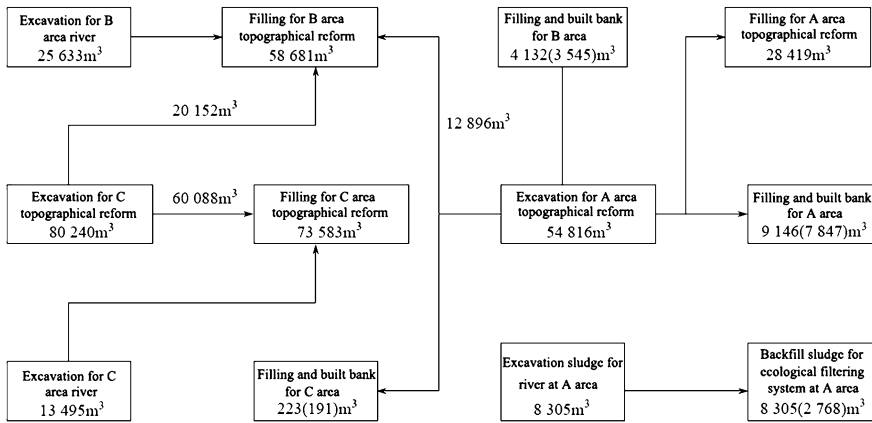 Excavation for B
area river
25 633m³
Filling for B area
topographical reform
58 681m³
Filling and built bank
for B area
4 132(3 545)m³
Filling for A area
topographical reform
28 419m³
20 152m³
12 896m³
Excavation for C
topographical reform
80 240m³
60 088m³
Filling for C area
topographical reform
73 583m³
Excavation for A area
topographical reform
54 816m³
Filling and built bank
for A area
9 146(7 847)m³
Excavation for C
area river
13 495m³
Filling and built bank
for C area
223(191)m³
Excavation sludge for
river at A area
8 305m³
Backfill sludge for
ecological filtering
system at A area
8 305(2 768)m³